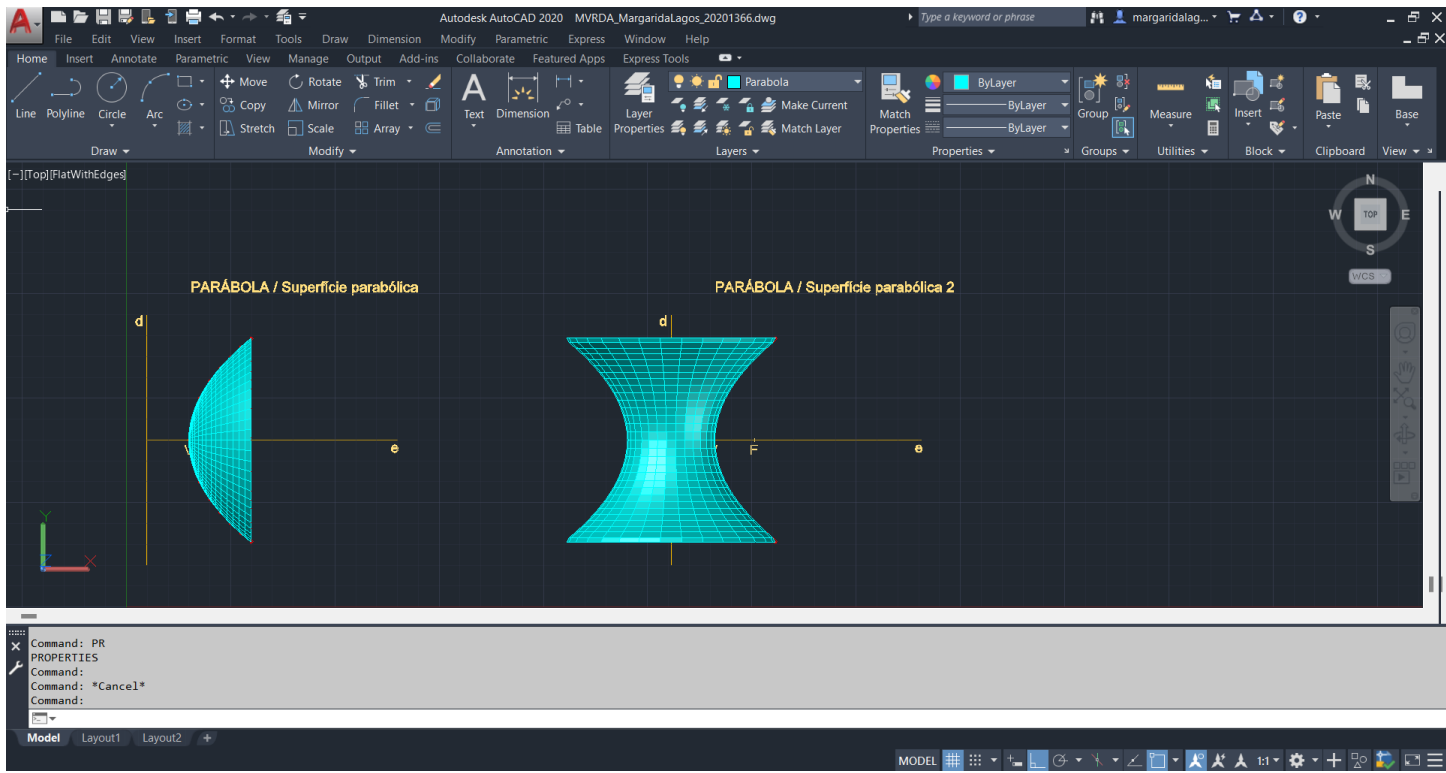 Autodesk AutoCAD 2020 MVRDA_MargaridaLagos_20201366.dwg
Type a keyword or phrase
margaridalag...
File Edit View Insert Format Tools Draw Dimension Modify Parametric Express Window Help
Home Insert Annotate Parametric View Manage Output Add-ins Collaborate Featured Apps Express Tools
Line Polyline Circle Arc
Move Rotate Trim
Copy Mirror Fillet
Stretch Scale Array
Text Dimension
Table
Layer Properties
Parabola
Make Current
Match Layer
Match Properties
ByLayer
ByLayer
ByLayer
Group
Measure
Insert
Paste
Base
Draw Modify Annotation Layers Properties Groups Utilities Block Clipboard View
[−][Top][FlatWithEdges]
N
W TOP E
S
WCS
PARÁBOLA / Superfície parabólica
PARÁBOLA / Superfície parabólica 2
d
d
e
F
e
Y
X
Command: PR
PROPERTIES
Command:
Command: *Cancel*
Command:
Model Layout1 Layout2 +
MODEL
1:1